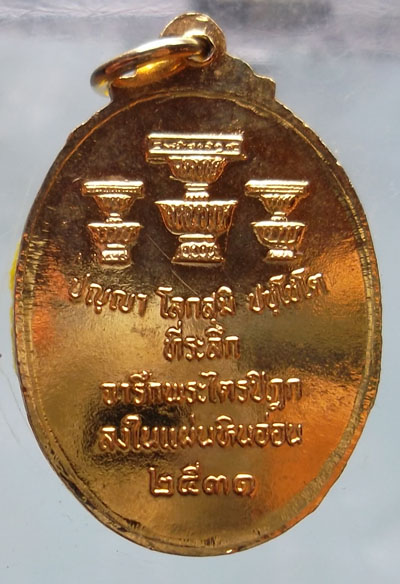 ปญฺญา โลกสฺมิ ปชฺโชโต
ที่ระลึก
จารึกพระไตรปิฎก
ลงในแผ่นหินอ่อน
๒๕๓๑